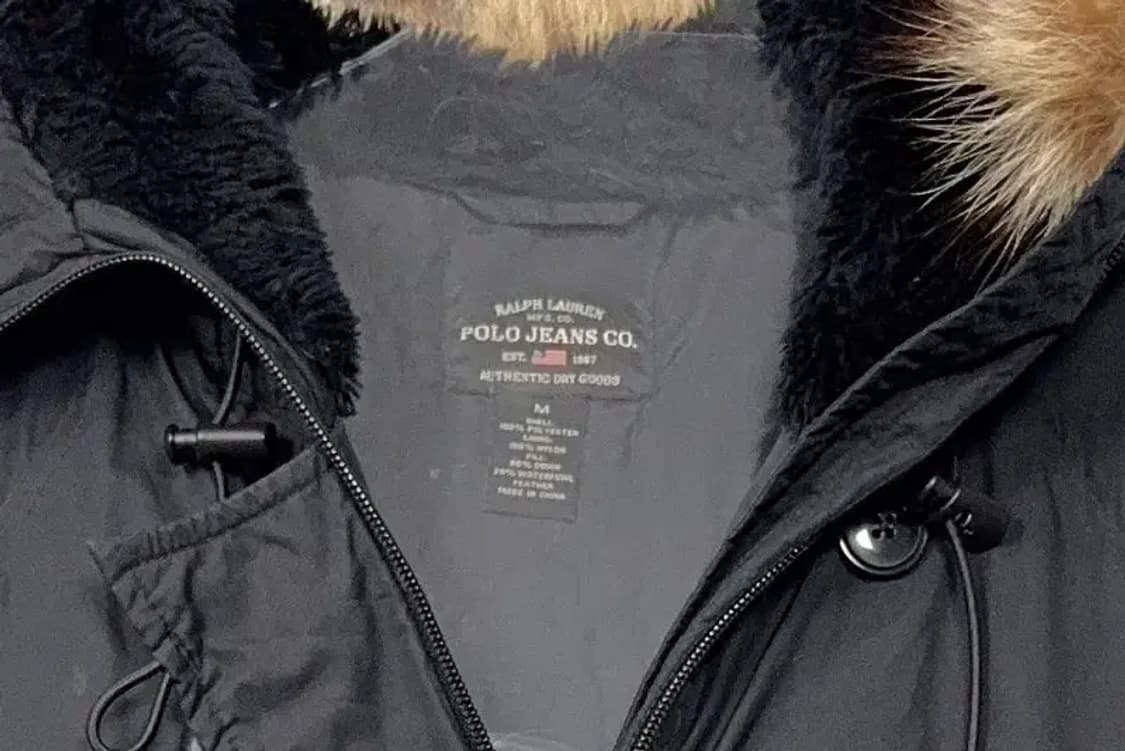 RALPH LAUREN
MFG. CO.
POLO JEANS CO.
EST. 1967
AUTHENTIC DRY GOODS
M
SHELL:
100% POLYESTER
LINING:
100% NYLON
FILL:
80% DOWN
20% WATERFOWL
FEATHER
MADE IN CHINA